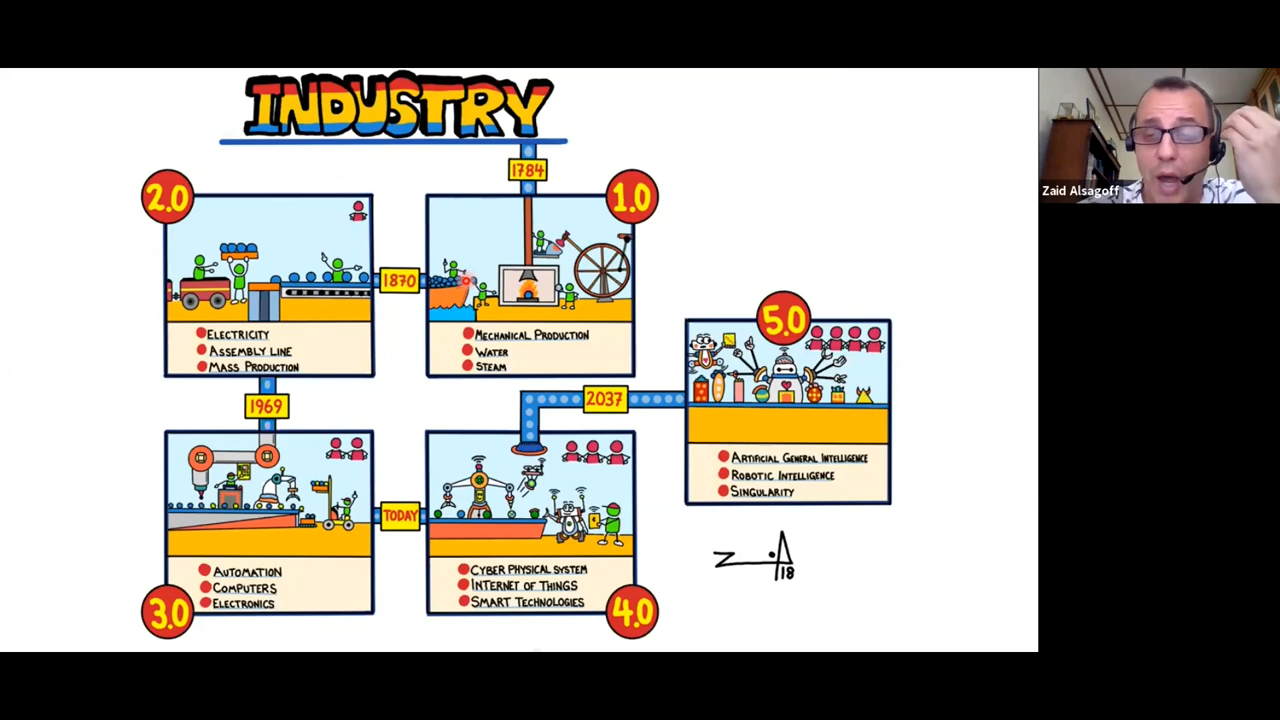 INDUSTRY
1784
2.0
1.0
1870
ELECTRICITY
ASSEMBLY LINE
MASS PRODUCTION
MECHANICAL PRODUCTION
WATER
STEAM
5.0
1969
2037
ARTIFICIAL GENERAL INTELLIGENCE
ROBOTIC INTELLIGENCE
SINGULARITY
TODAY
AUTOMATION
COMPUTERS
ELECTRONICS
3.0
CYBER PHYSICAL SYSTEM
INTERNET OF THINGS
SMART TECHNOLOGIES
4.0
18
Zaid Alsagoff